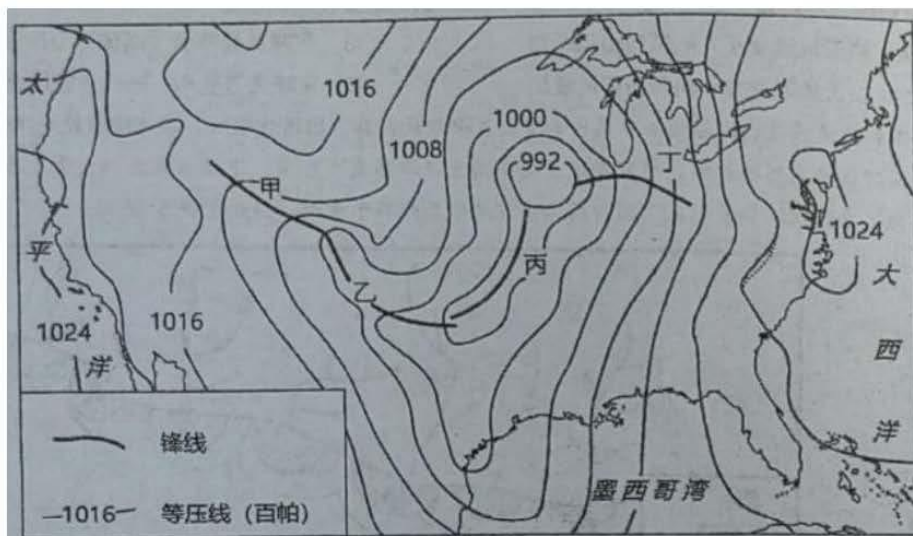 太
平
洋
1016
1008
1000
992
甲
乙
丙
丁
1024
1024
1016
大
西
洋
墨西哥湾
锋线
—1016— 等压线（百帕）